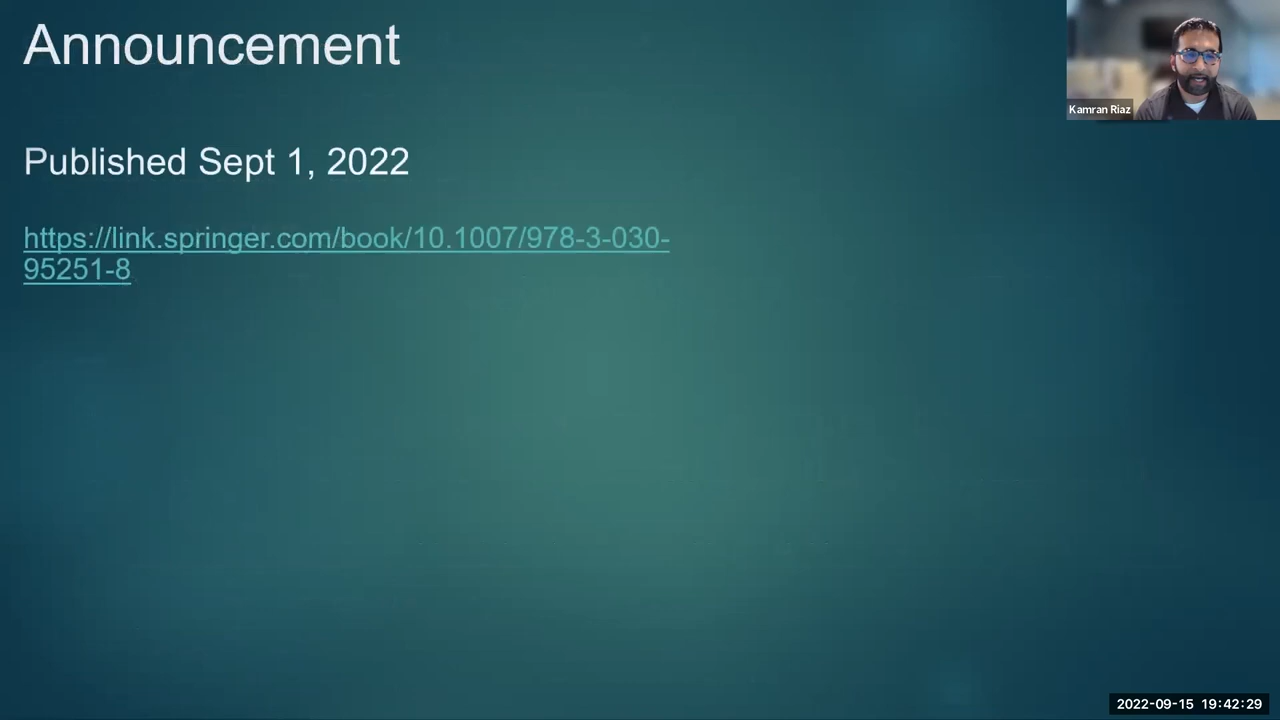 Announcement
Kamran Riaz
Published Sept 1, 2022
https://link.springer.com/book/10.1007/978-3-030-
95251-8
2022-09-15 19:42:29